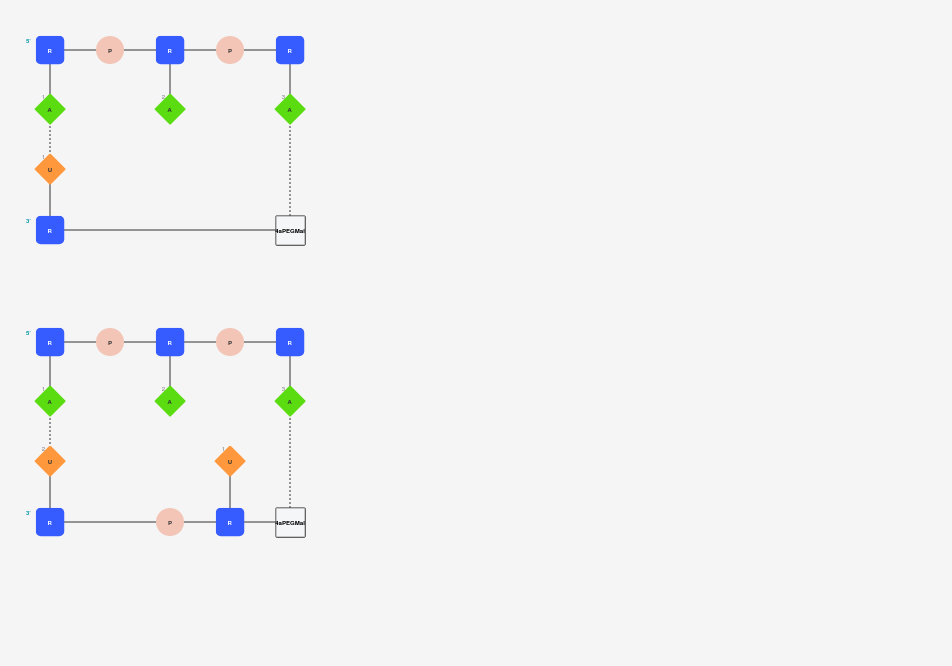 5' R P R P R
1 A 2 A 3 A
1 U
3' R 4aPEGMal
5' R P R P R
1 A 2 A 3 A
2 U 1 U
3' R P R 4aPEGMal